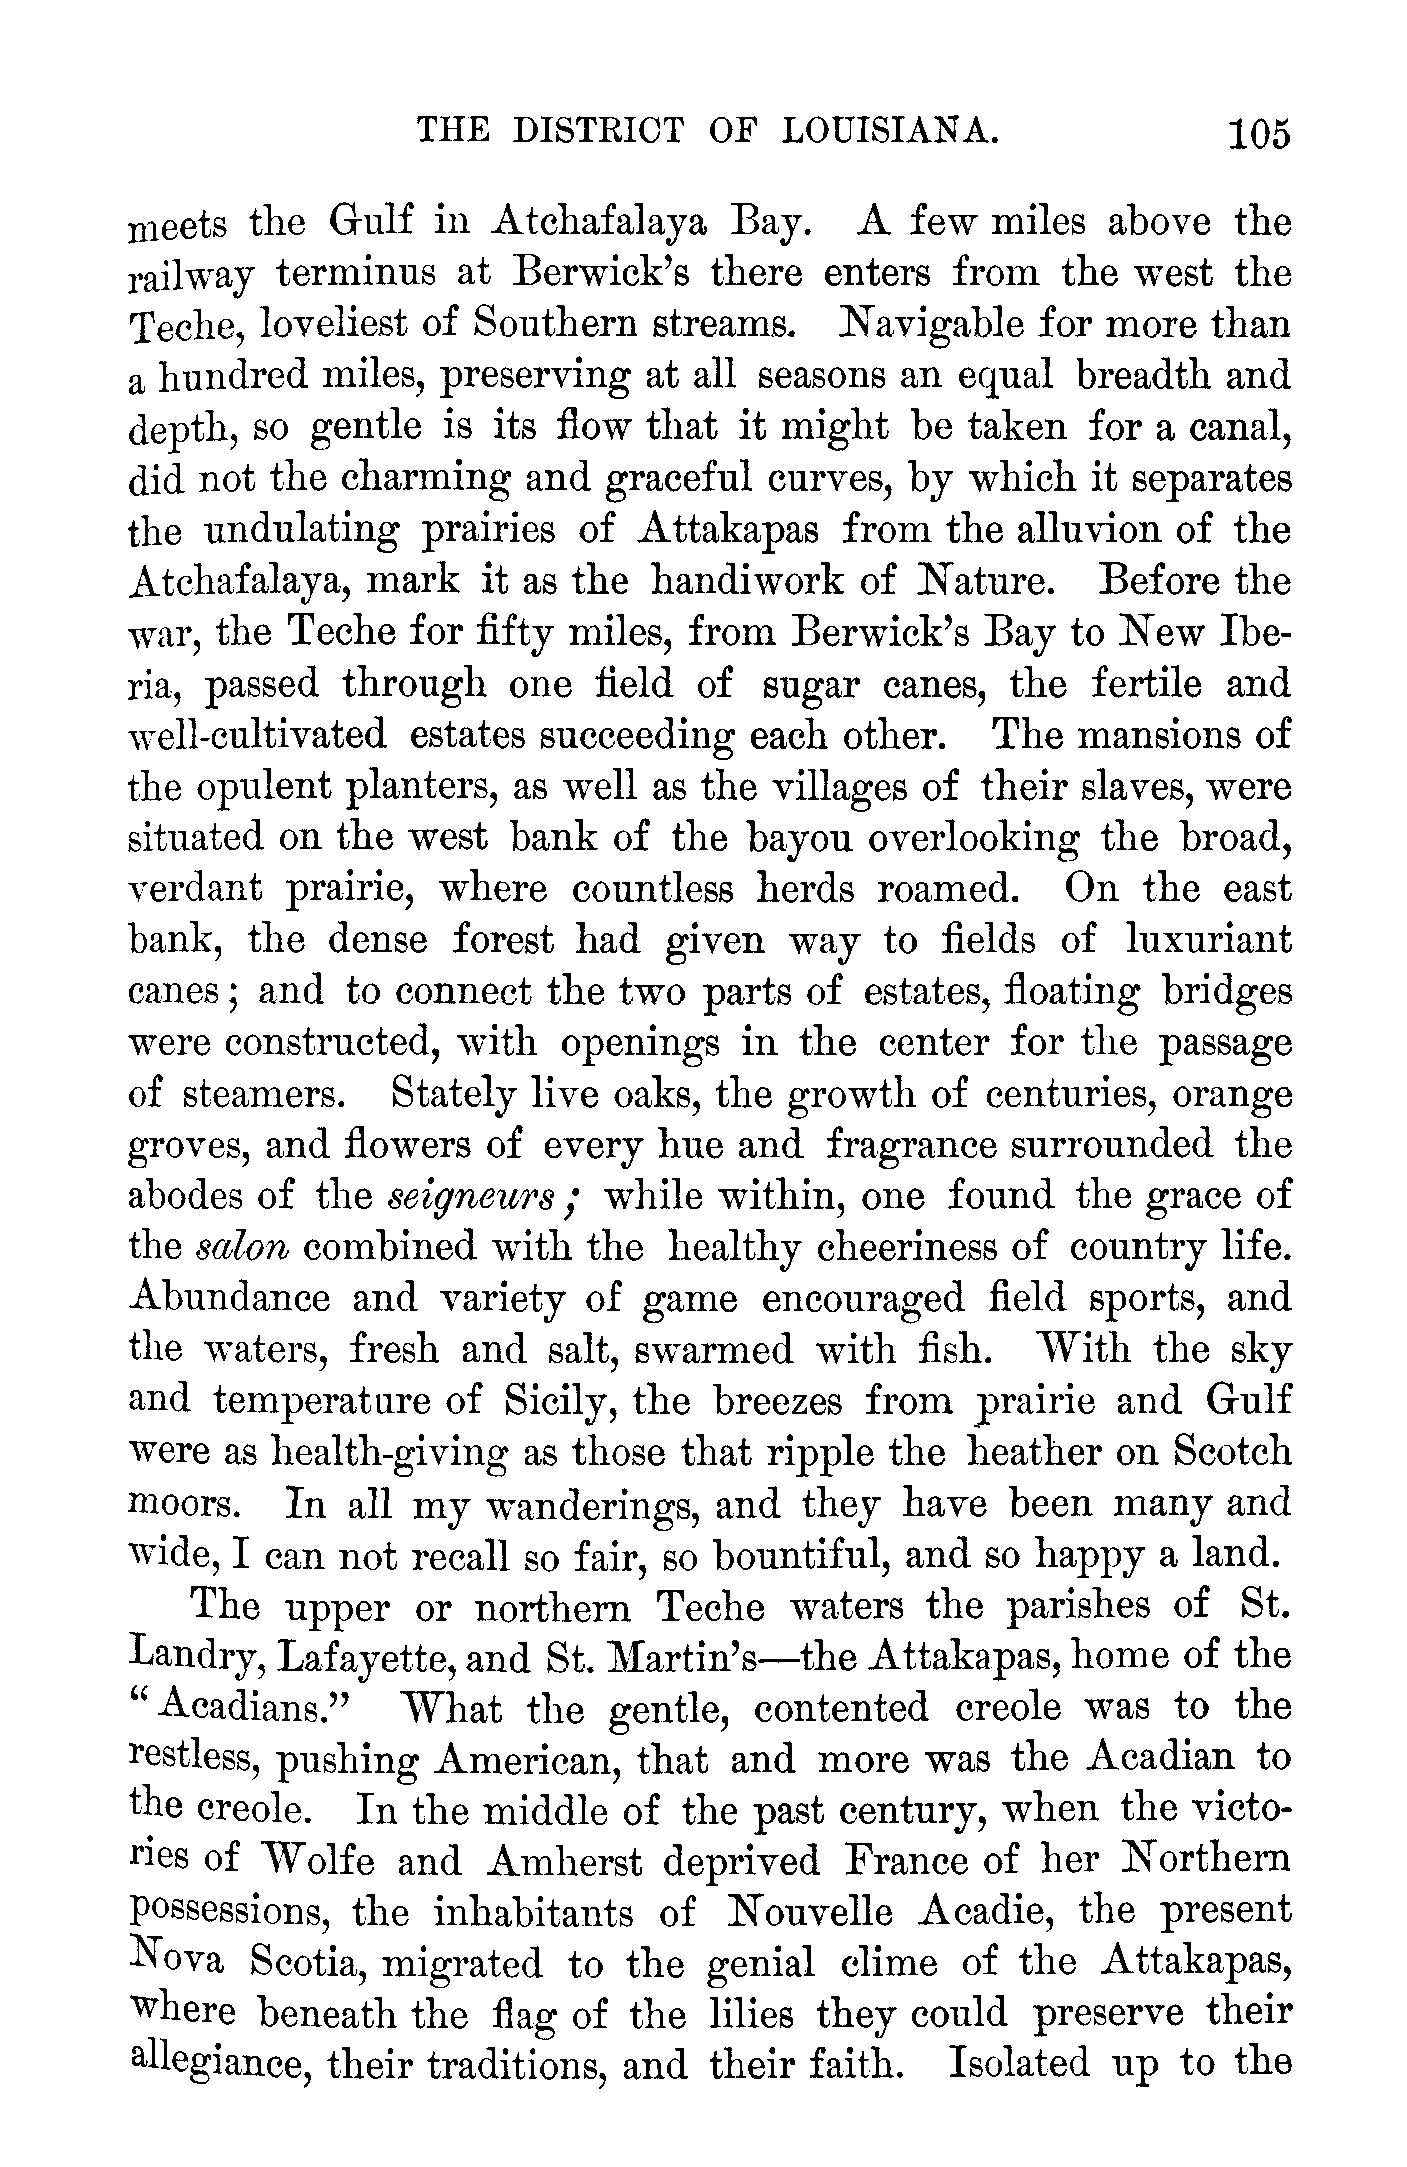 THE DISTRICT OF LOUISIANA. 105
meets the Gulf in Atchafalaya Bay. A few miles above the
railway terminus at Berwick's there enters from the west the
Teche, loveliest of Southern streams. Navigable for more than
a hundred miles, preserving at all seasons an equal breadth and
depth, so gentle is its flow that it might be taken for a canal,
did not the charming and graceful curves, by which it separates
the undulating prairies of Attakapas from the alluvion of the
Atchafalaya, mark it as the handiwork of Nature. Before the
war, the Teche for fifty miles, from Berwick's Bay to New Ibe-
ria, passed through one field of sugar canes, the fertile and
well-cultivated estates succeeding each other. The mansions of
the opulent planters, as well as the villages of their slaves, were
situated on the west bank of the bayou overlooking the broad,
verdant prairie, where countless herds roamed. On the east
bank, the dense forest had given way to fields of luxuriant
canes; and to connect the two parts of estates, floating bridges
were constructed, with openings in the center for the passage
of steamers. Stately live oaks, the growth of centuries, orange
groves, and flowers of every hue and fragrance surrounded the
abodes of the seigneurs; while within, one found the grace of
the salon combined with the healthy cheeriness of country life.
Abundance and variety of game encouraged field sports, and
the waters, fresh and salt, swarmed with fish. With the sky
and temperature of Sicily, the breezes from prairie and Gulf
were as health-giving as those that ripple the heather on Scotch
moors. In all my wanderings, and they have been many and
wide, I can not recall so fair, so bountiful, and so happy a land.
The upper or northern Teche waters the parishes of St.
Landry, Lafayette, and St. Martin's—the Attakapas, home of the
"Acadians." What the gentle, contented creole was to the
restless, pushing American, that and more was the Acadian to
the creole. In the middle of the past century, when the victo-
ries of Wolfe and Amherst deprived France of her Northern
possessions, the inhabitants of Nouvelle Acadie, the present
Nova Scotia, migrated to the genial clime of the Attakapas,
where beneath the flag of the lilies they could preserve their
allegiance, their traditions, and their faith. Isolated up to the